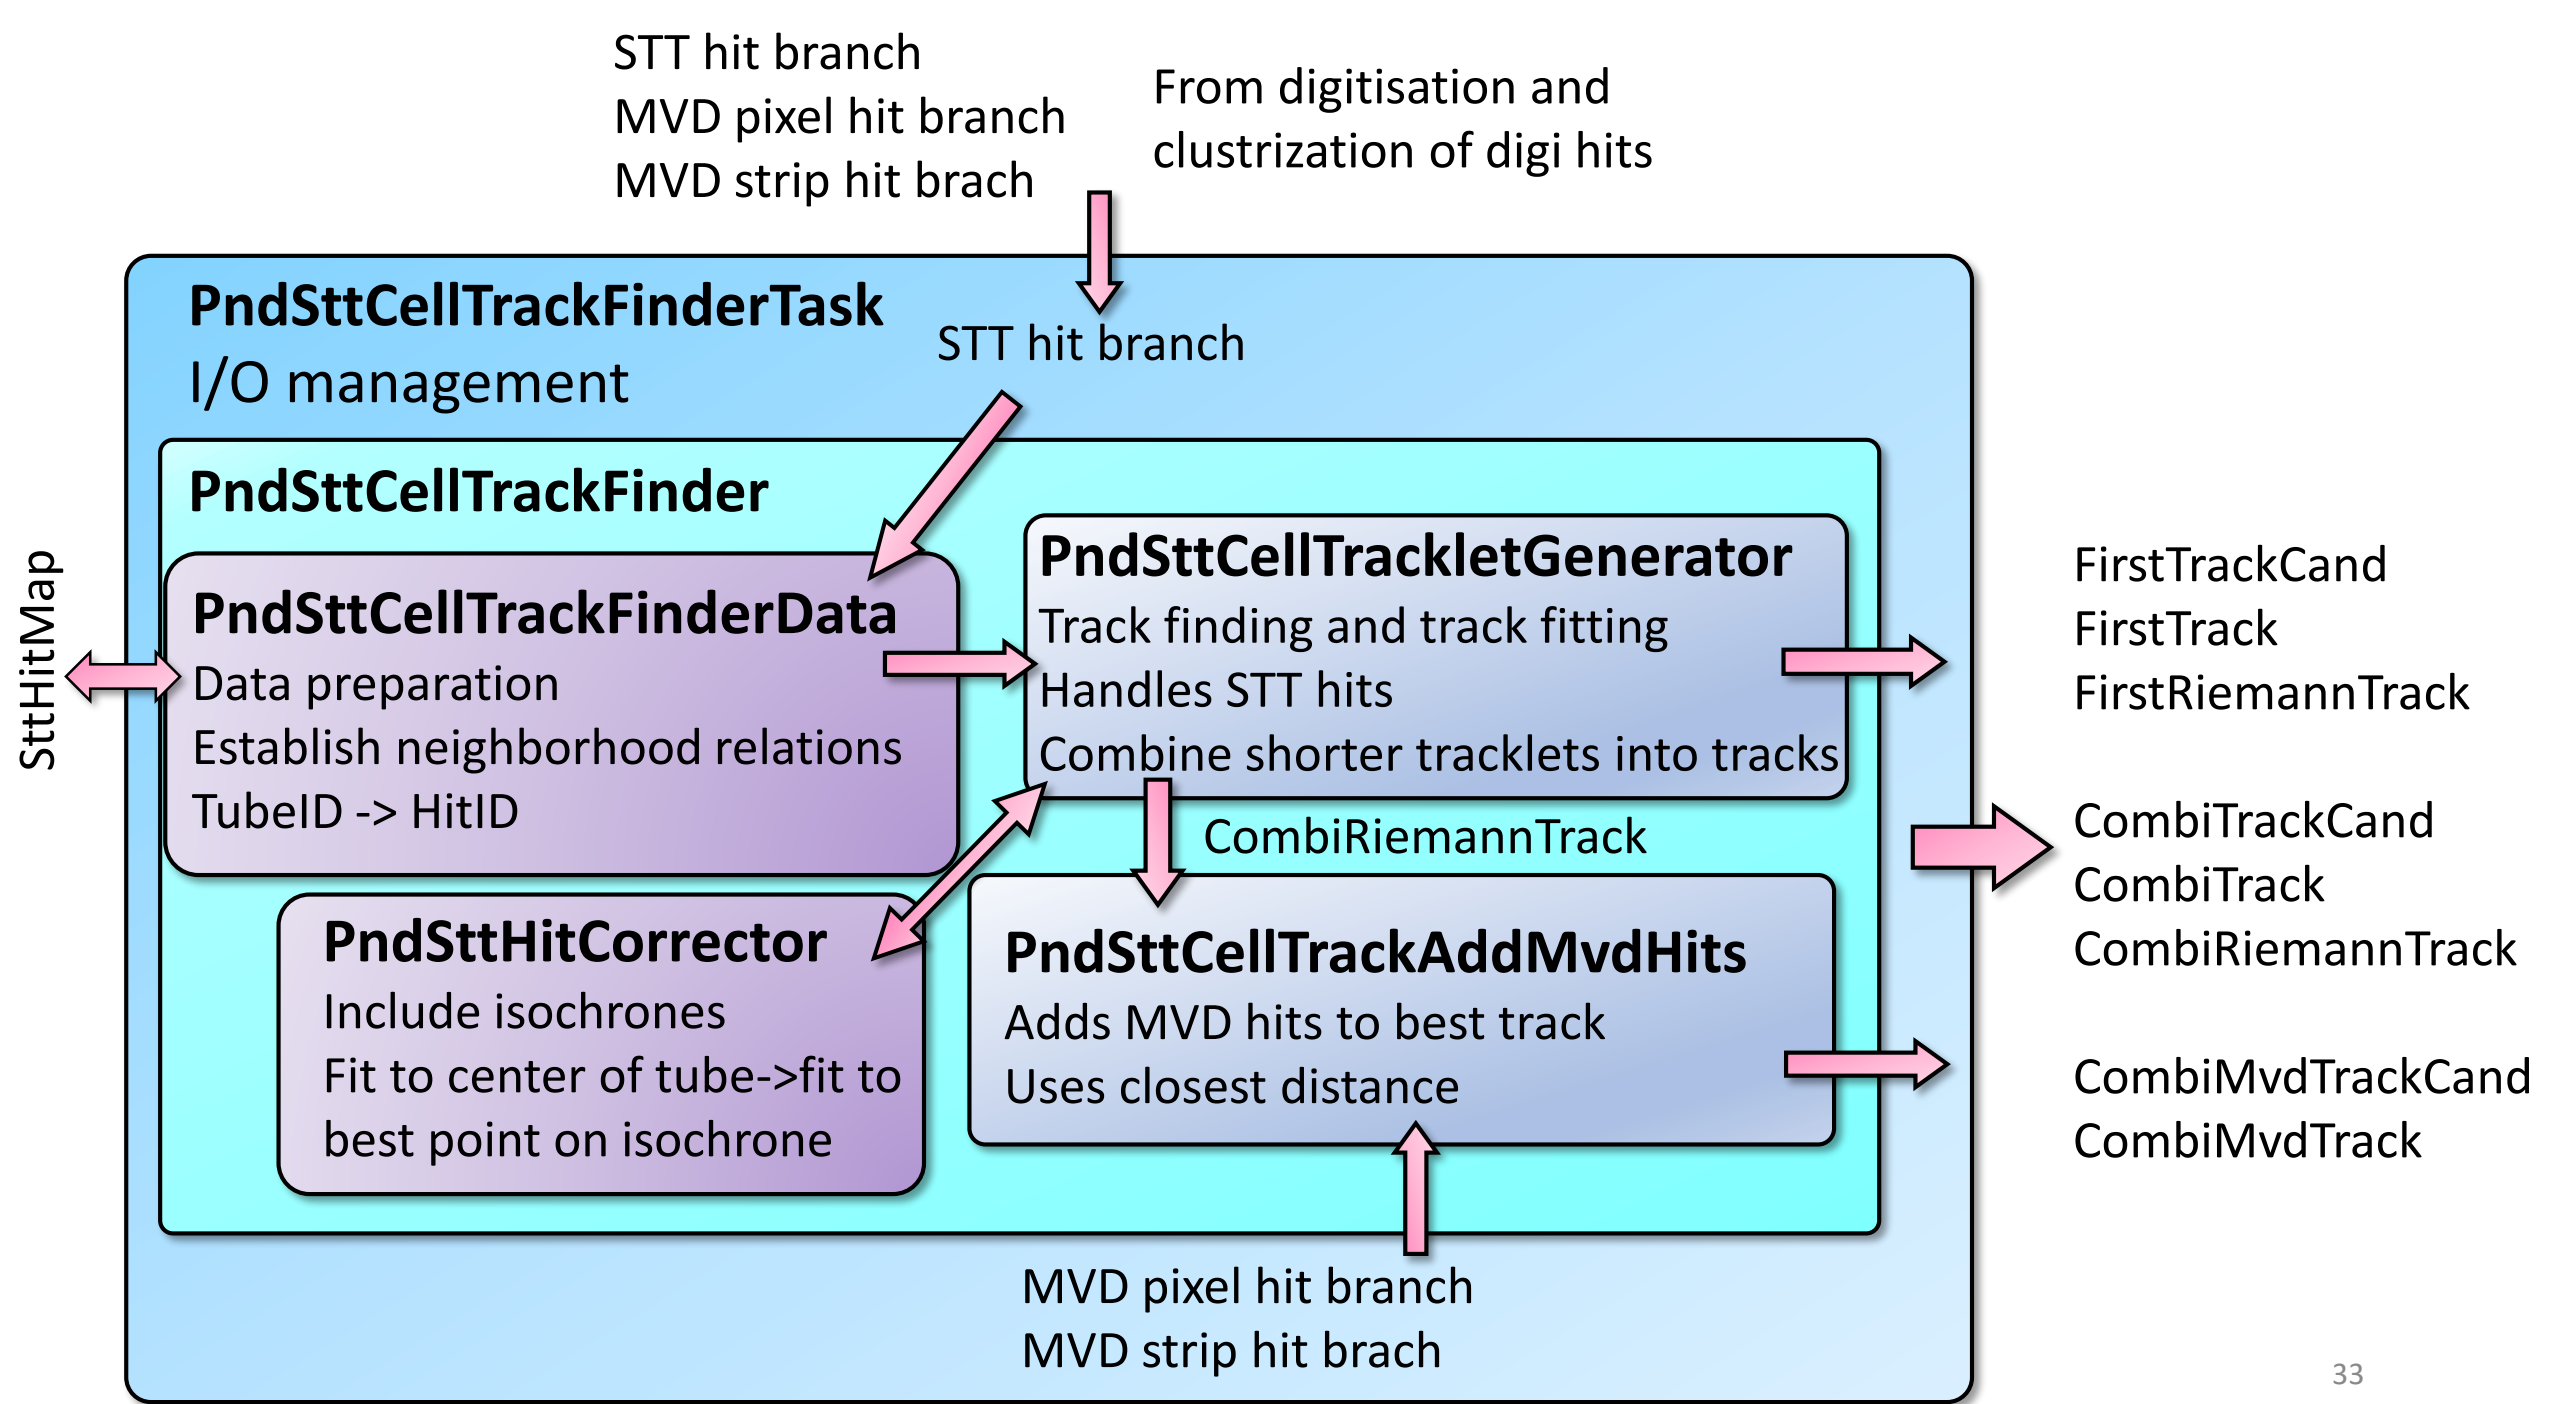 STT hit branch
MVD pixel hit branch
MVD strip hit brach
From digitisation and
clustrization of digi hits
PndSttCellTrackFinderTask
I/O management
STT hit branch
PndSttCellTrackFinder
SttHitMap
PndSttCellTrackFinderData
Data preparation
Establish neighborhood relations
TubeID -> HitID
PndSttCellTrackletGenerator
Track finding and track fitting
Handles STT hits
Combine shorter tracklets into tracks
CombiRiemannTrack
PndSttHitCorrector
Include isochrones
Fit to center of tube->fit to
best point on isochrone
PndSttCellTrackAddMvdHits
Adds MVD hits to best track
Uses closest distance
MVD pixel hit branch
MVD strip hit brach
FirstTrackCand
FirstTrack
FirstRiemannTrack
CombiTrackCand
CombiTrack
CombiRiemannTrack
CombiMvdTrackCand
CombiMvdTrack
33